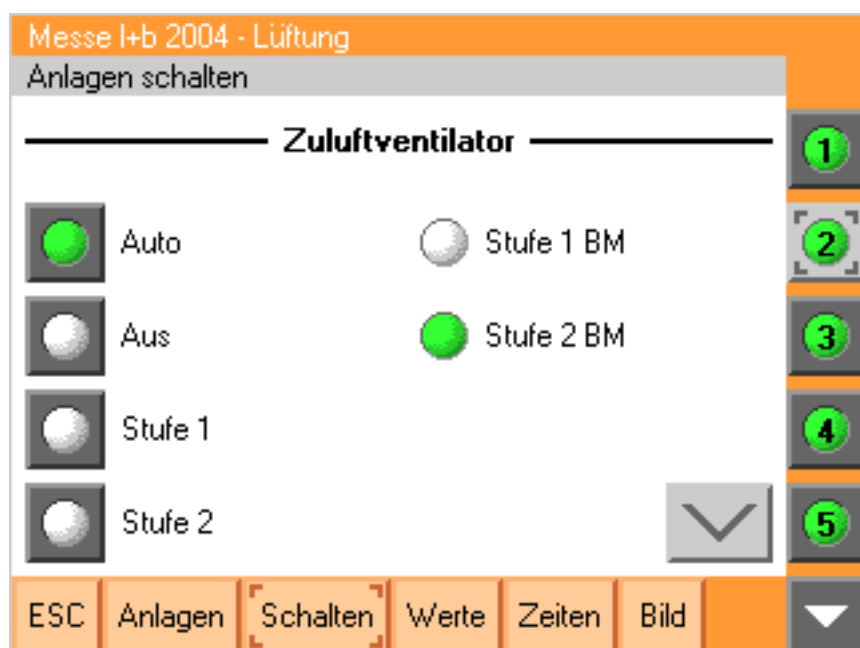 Messe I+b 2004 - Lüftung
Anlagen schalten
Zuluftventilator
1
Auto
Stufe 1 BM
2
Aus
Stufe 2 BM
3
Stufe 1
4
Stufe 2
5
ESC Anlagen Schalten Werte Zeiten Bild